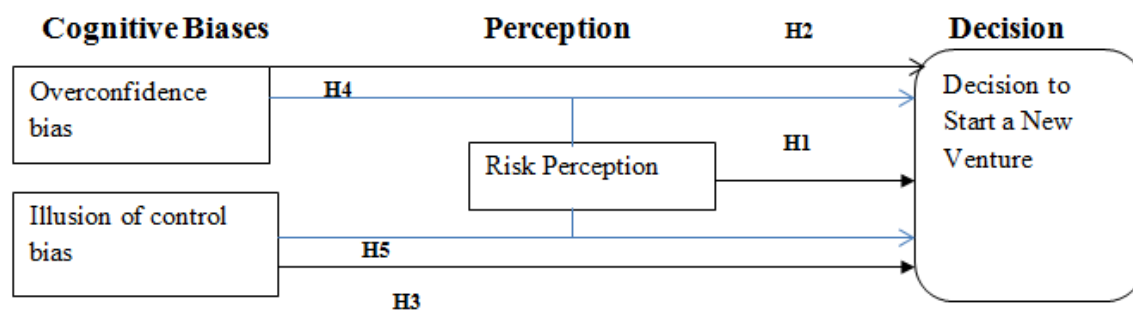 Cognitive Biases Perception H2 Decision
Overconfidence
bias
H4
Decision to
Start a New
Venture
H1
Risk Perception
Illusion of control
bias
H5
H3